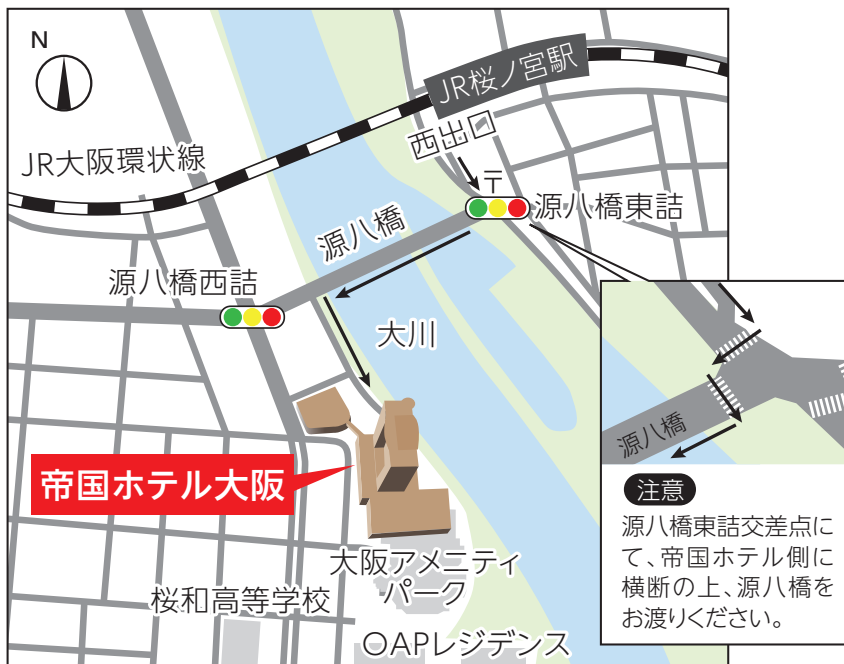 N
JR桜ノ宮駅
西出口
〒
源八橋東詰
JR大阪環状線
源八橋
源八橋西詰
大川
帝国ホテル大阪
大阪アメニティ
パーク
桜和高等学校
OAPレジデンス
源八橋
注意
源八橋東詰交差点に
て、帝国ホテル側に
横断の上、源八橋を
お渡りください。